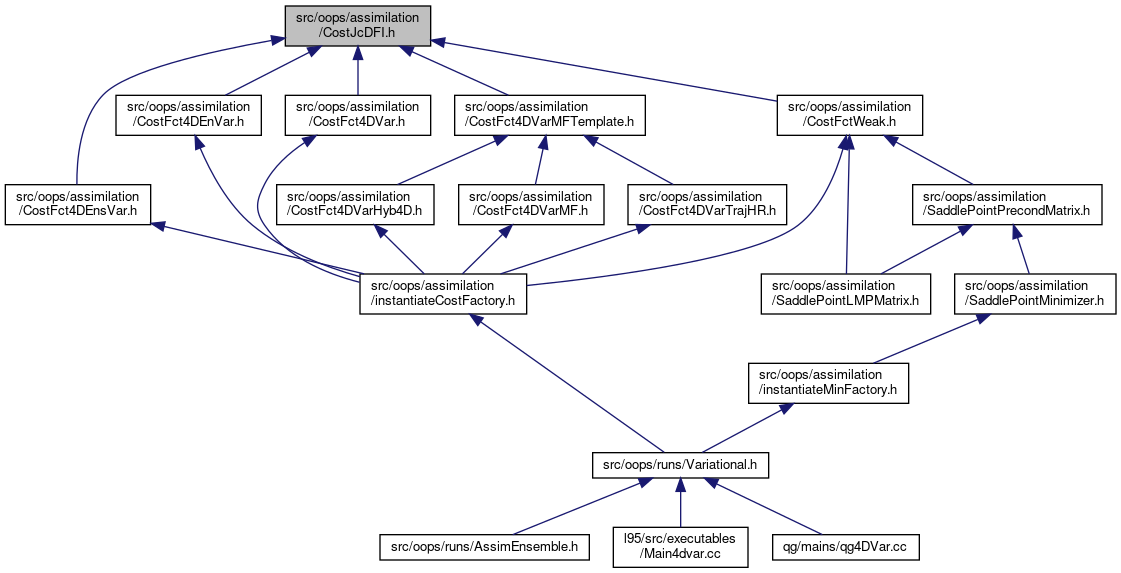 src/oops/assimilation
/CostJcDFI.h
src/oops/assimilation
/CostFct4DEnVar.h
src/oops/assimilation
/CostFct4DVar.h
src/oops/assimilation
/CostFct4DVarMFTemplate.h
src/oops/assimilation
/CostFctWeak.h
src/oops/assimilation
/CostFct4DEnsVar.h
src/oops/assimilation
/CostFct4DVarHyb4D.h
src/oops/assimilation
/CostFct4DVarMF.h
src/oops/assimilation
/CostFct4DVarTrajHR.h
src/oops/assimilation
/SaddlePointPrecondMatrix.h
src/oops/assimilation
/instantiateCostFactory.h
src/oops/assimilation
/SaddlePointLMPMatrix.h
src/oops/assimilation
/SaddlePointMinimizer.h
src/oops/assimilation
/instantiateMinFactory.h
src/oops/runs/Variational.h
src/oops/runs/AssimEnsemble.h
l95/src/executables
/Main4dvar.cc
qg/mains/qg4DVar.cc